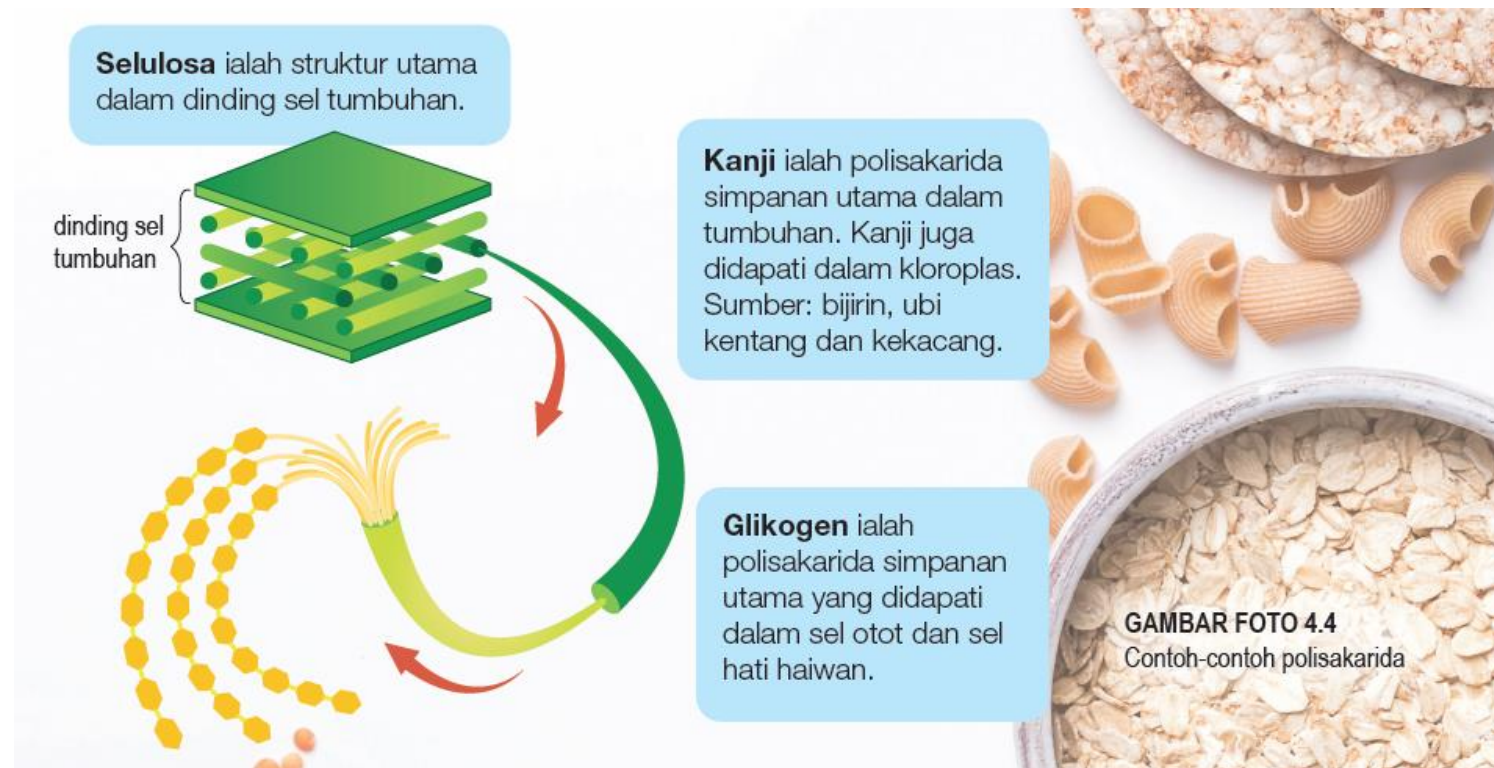 Selulosa ialah struktur utama
dalam dinding sel tumbuhan.
dinding sel
tumbuhan
Kanji ialah polisakarida
simpanan utama dalam
tumbuhan. Kanji juga
didapati dalam kloroplas.
Sumber: bijirin, ubi
kentang dan kekacang.
Glikogen ialah
polisakarida simpanan
utama yang didapati
dalam sel otot dan sel
hati haiwan.
GAMBAR FOTO 4.4
Contoh-contoh polisakarida